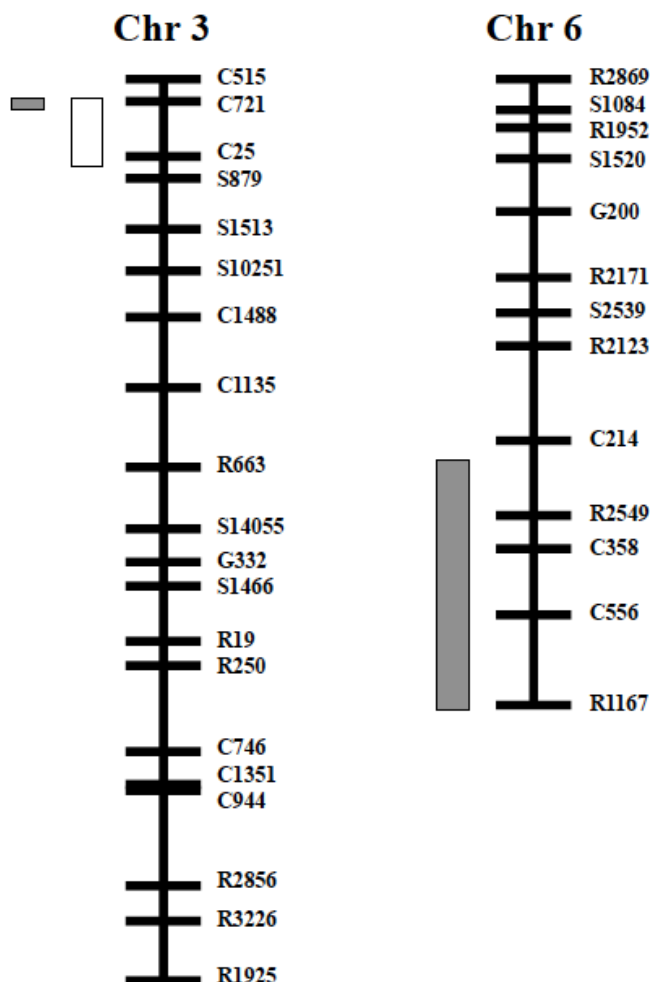 Chr 3
C515
C721
C25
S879
S1513
S10251
C1488
C1135
R663
S14055
G332
S1466
R19
R250
C746
C1351
C944
R2856
R3226
R1925
Chr 6
R2869
S1084
R1952
S1520
G200
R2171
S2539
R2123
C214
R2549
C358
C556
R1167